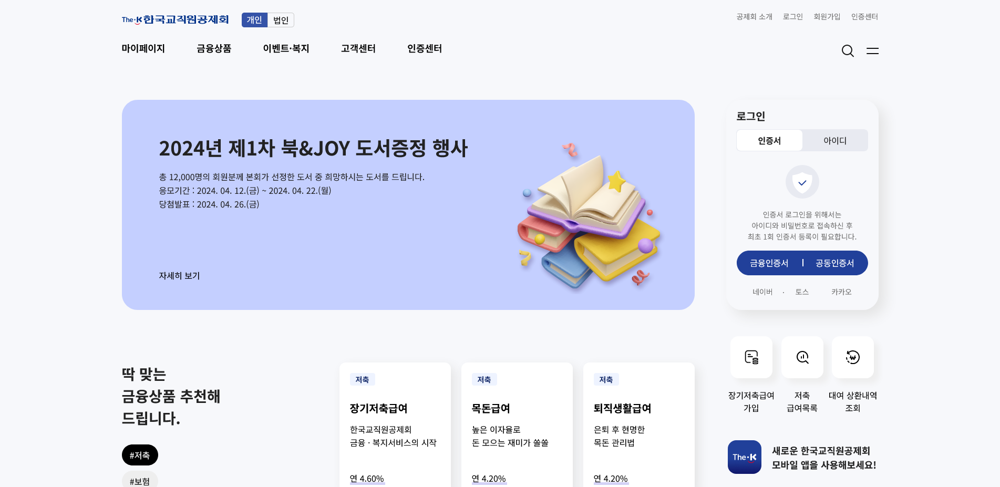 The·K한국교직원공제회
개인 법인
공제회 소개 로그인 회원가입 인증센터
마이페이지 금융상품 이벤트·복지 고객센터 인증센터
2024년 제1차 북&JOY 도서증정 행사
총 12,000명의 회원분께 본회가 선정한 도서 중 희망하시는 도서를 드립니다.
응모기간 : 2024. 04. 12.(금) ~ 2024. 04. 22.(월)
당첨발표 : 2024. 04. 26.(금)
자세히 보기
로그인
인증서 아이디
인증서 로그인을 위해서는
아이디와 비밀번호로 접속하신 후
최초 1회 인증서 등록이 필요합니다.
금융인증서 | 공동인증서
네이버 · 토스 카카오
딱 맞는
금융상품 추천해
드립니다.
#저축
#보험
저축
장기저축급여
한국교직원공제회
금융 · 복지서비스의 시작
연 4.60%
저축
목돈급여
높은 이자율로
돈 모으는 재미가 쏠쏠
연 4.20%
저축
퇴직생활급여
은퇴 후 현명한
목돈 관리법
연 4.20%
장기저축급여
가입
저축
급여목록
대여 상환내역
조회
The·K
새로운 한국교직원공제회
모바일 앱을 사용해보세요!